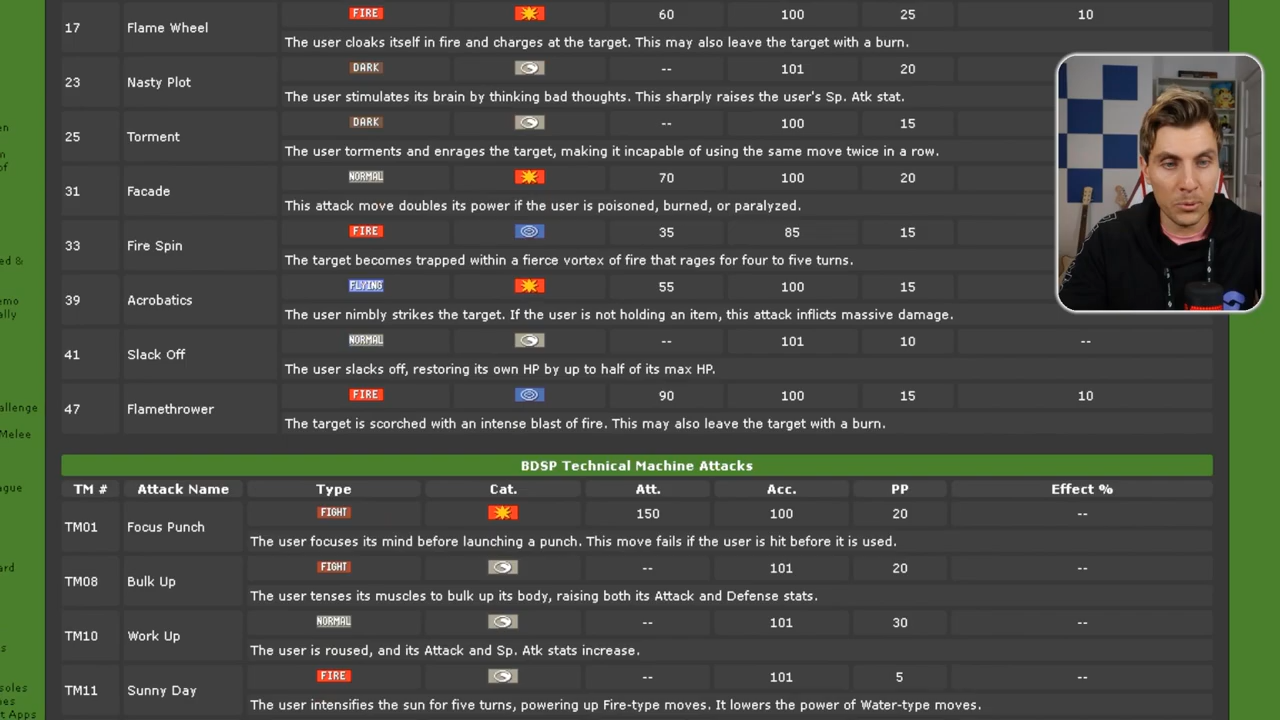 17 Flame Wheel FIRE 60 100 25 10
The user cloaks itself in fire and charges at the target. This may also leave the target with a burn.
23 Nasty Plot DARK -- 101 20
The user stimulates its brain by thinking bad thoughts. This sharply raises the user's Sp. Atk stat.
25 Torment DARK -- 100 15
The user torments and enrages the target, making it incapable of using the same move twice in a row.
31 Facade NORMAL 70 100 20
This attack move doubles its power if the user is poisoned, burned, or paralyzed.
33 Fire Spin FIRE 35 85 15
The target becomes trapped within a fierce vortex of fire that rages for four to five turns.
39 Acrobatics FLYING 55 100 15
The user nimbly strikes the target. If the user is not holding an item, this attack inflicts massive damage.
41 Slack Off NORMAL -- 101 10 --
The user slacks off, restoring its own HP by up to half of its max HP.
47 Flamethrower FIRE 90 100 15 10
The target is scorched with an intense blast of fire. This may also leave the target with a burn.
BDSP Technical Machine Attacks
TM # Attack Name Type Cat. Att. Acc. PP Effect %
TM01 Focus Punch FIGHT 150 100 20 --
The user focuses its mind before launching a punch. This move fails if the user is hit before it is used.
TM08 Bulk Up FIGHT -- 101 20 --
The user tenses its muscles to bulk up its body, raising both its Attack and Defense stats.
TM10 Work Up NORMAL -- 101 30 --
The user is roused, and its Attack and Sp. Atk stats increase.
TM11 Sunny Day FIRE -- 101 5 --
The user intensifies the sun for five turns, powering up Fire-type moves. It lowers the power of Water-type moves.
of
ed &
emo
ally
allenge
Melee
ague
ard
soles
nes
t Apps